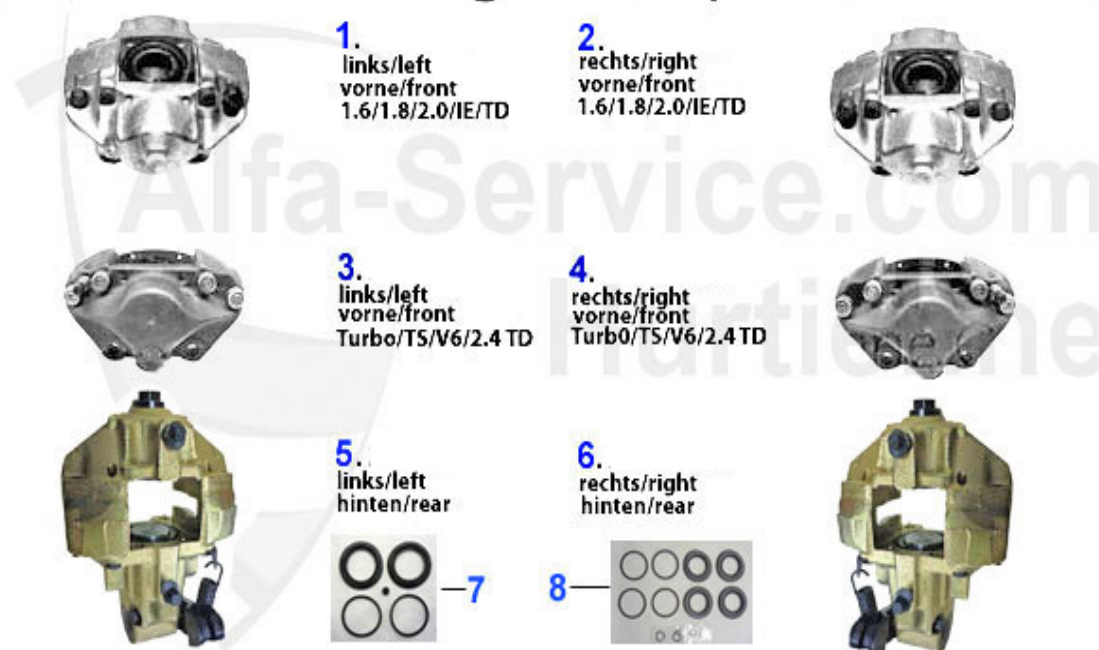 1.
links/left
vorne/front
1.6/1.8/2.0/IE/TD
2.
rechts/right
vorne/front
1.6/1.8/2.0/IE/TD
Alfa-Service.com
3.
links/left
vorne/front
Turbo/TS/V6/2.4 TD
4.
rechts/right
vorne/front
Turb0/TS/V6/2.4 TD
5.
links/left
hinten/rear
6.
rechts/right
hinten/rear
7
8